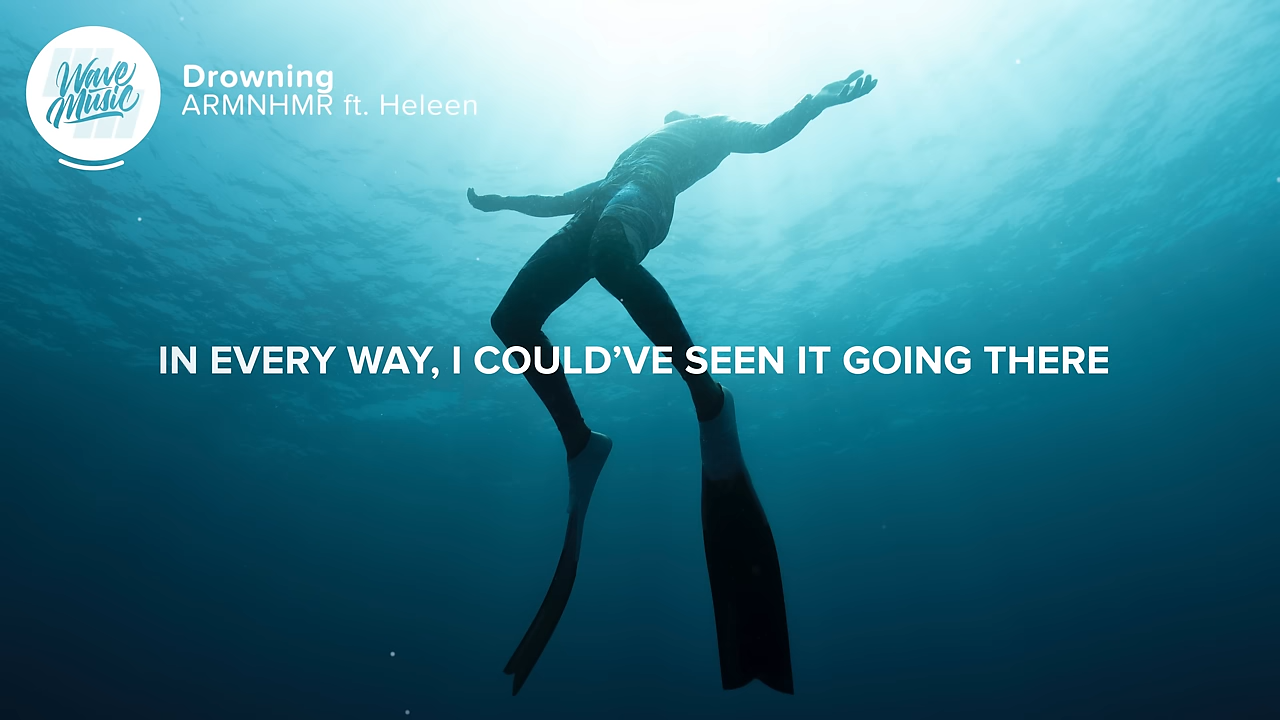 Wave
Music
Drowning
ARMNHMR ft. Heleen
IN EVERY WAY, I COULD’VE SEEN IT GOING THERE